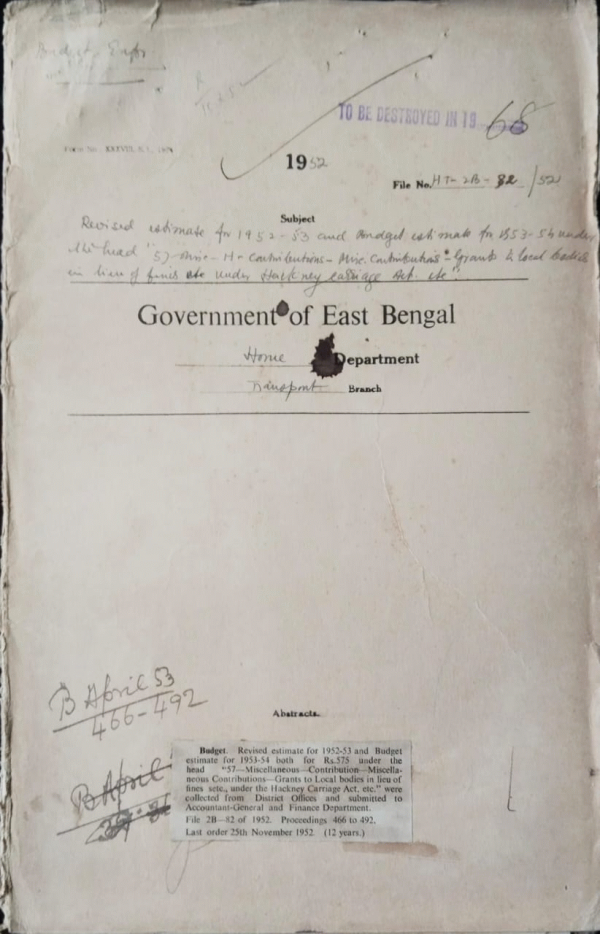 Budget
TO BE DESTROYED IN 19 68
1952
File No. HT-2B-82/52
Subject
Revised estimate for 1952-53 and Budget estimate for 1953-54 under
the head "57-Misc-H-Contributions-Misc. Contributions-Grants to local bodies
in lieu of fines etc under Hackney carriage Act. etc"
Government of East Bengal
Home Department
Transport Branch
B April 53
466-492
Abstracts.
B April
Budget. Revised estimate for 1952-53 and Budget
estimate for 1953-54 both for Rs.575 under the
head "57—Miscellaneous—Contribution—Miscella-
neous Contributions—Grants to Local bodies in lieu of
fines setc., under the Hackney Carriage Act, etc." were
collected from District Offices and submitted to
Accountant-General and Finance Department.
File 2B—82 of 1952. Proceedings 466 to 492.
Last order 25th November 1952. (12 years.)